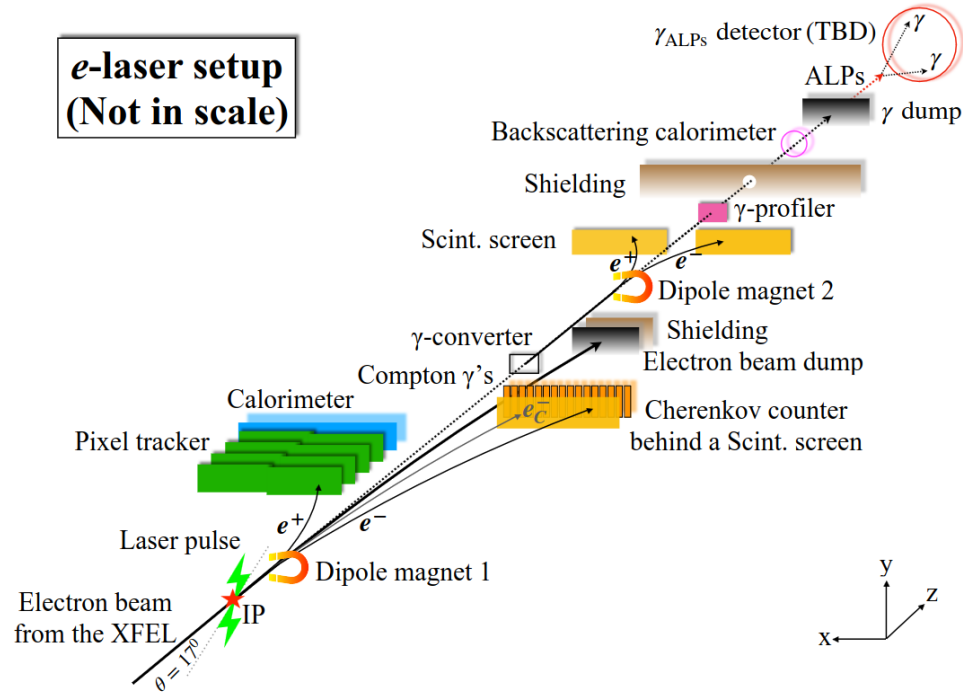 e-laser setup
(Not in scale)
γALPs detector (TBD)
γ
γ
ALPs
γ dump
Backscattering calorimeter
Shielding
γ-profiler
Scint. screen
e⁺
e⁻
Dipole magnet 2
γ-converter
Shielding
Electron beam dump
Compton γ's
Calorimeter
e⁻C
Cherenkov counter
behind a Scint. screen
Pixel tracker
e⁺
e⁻
Laser pulse
Dipole magnet 1
Electron beam
from the XFEL
IP
θ = 17⁰
y
z
x